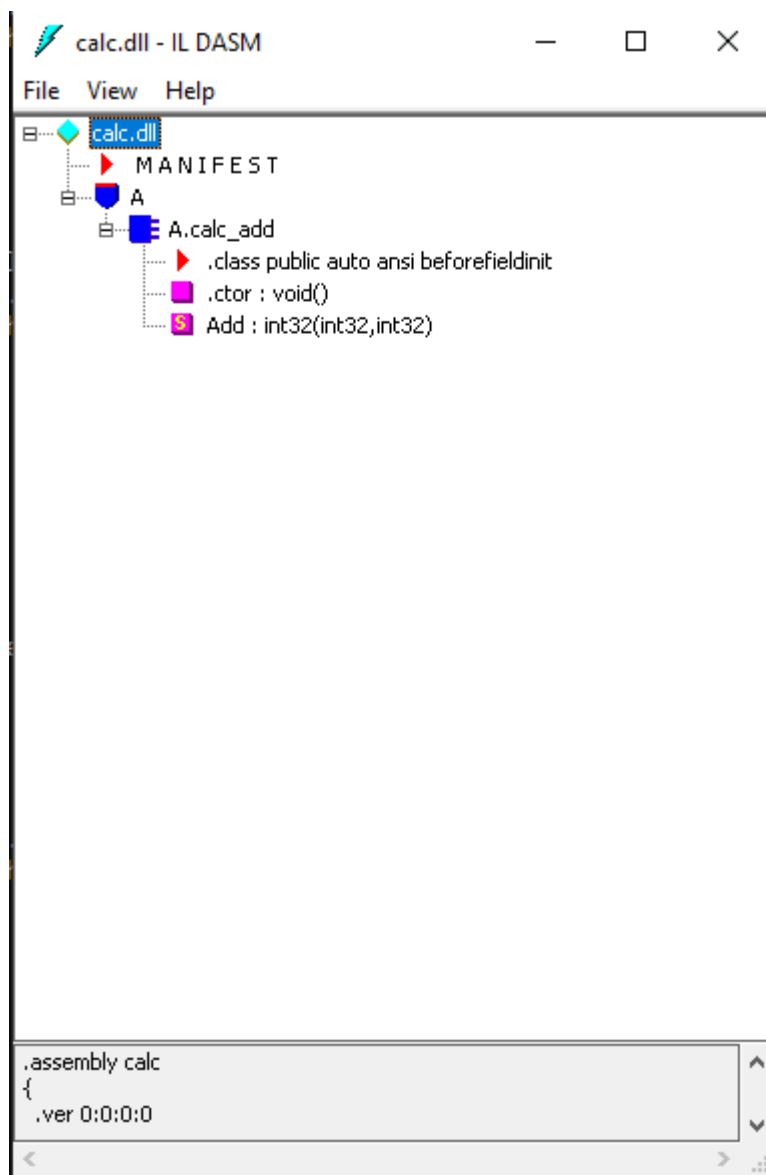 calc.dll - IL DASM
File View Help
calc.dll
M A N I F E S T
A
A.calc_add
.class public auto ansi beforefieldinit
.ctor : void()
S Add : int32(int32,int32)
.assembly calc
{
.ver 0:0:0:0